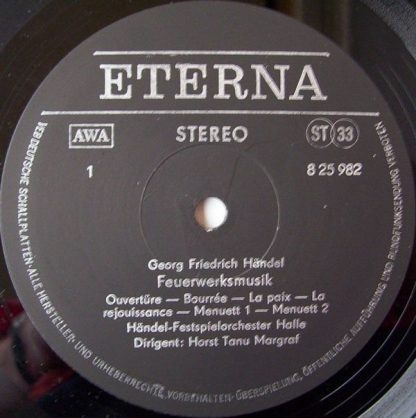 ETERNA
AWA
STEREO
ST 33
1
8 25 982
Georg Friedrich Händel
Feuerwerksmusik
Ouvertüre — Bourrée — La paix — La
rejouissance — Menuett 1 — Menuett 2
Händel-Festspielorchester Halle
Dirigent: Horst Tanu Margraf
VEB DEUTSCHE SCHALLPLATTEN · ALLE HERSTELLER- UND URHEBERRECHTE VORBEHALTEN · ÜBERSPIELUNG, ÖFFENTLICHE AUFFÜHRUNG UND RUNDFUNKSENDUNG VERBOTEN